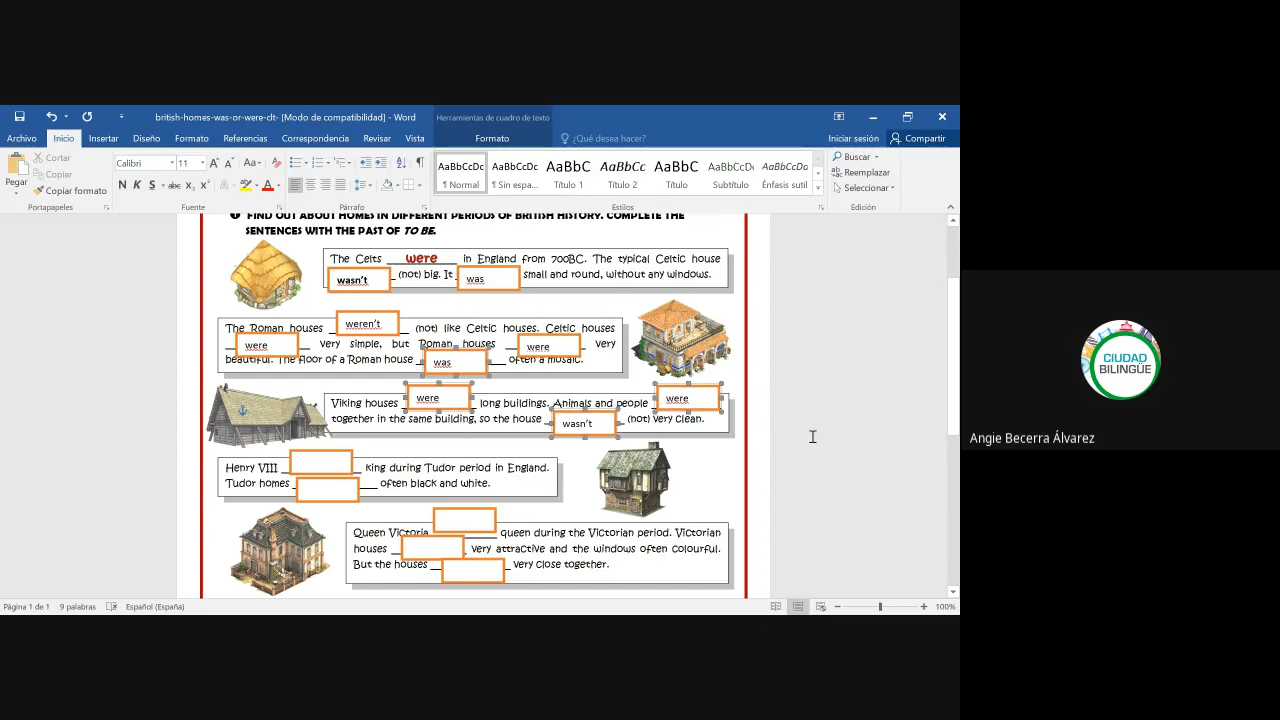 british-homes-was-or-were-clt- [Modo de compatibilidad] - Word
Herramientas de cuadro de texto
Archivo Inicio Insertar Diseño Formato Referencias Correspondencia Revisar Vista Formato ¿Qué desea hacer? Iniciar sesión Compartir
Pegar
Cortar
Copiar
Copiar formato
Calibri 11
N K S abc x₂ x²
AaBbCcDc AaBbCcDc AaBbC AaBbCc AaBbC AaBbCcD AaBbCcDc
¶ Normal ¶ Sin espa... Título 1 Título 2 Título Subtítulo Énfasis sutil
Buscar
Reemplazar
Seleccionar
Portapapeles Fuente Párrafo Estilos Edición
1 FIND OUT ABOUT HOMES IN DIFFERENT PERIODS OF BRITISH HISTORY. COMPLETE THE
SENTENCES WITH THE PAST OF TO BE.
The Celts were in England from 700BC. The typical Celtic house
wasn't (not) big. It was small and round, without any windows.
The Roman houses weren't (not) like Celtic houses. Celtic houses
were very simple, but Roman houses were very
beautiful. The floor of a Roman house was often a mosaic.
Viking houses were long buildings. Animals and people were
together in the same building, so the house wasn't (not) very clean.
Henry VIII king during Tudor period in England.
Tudor homes often black and white.
Queen Victoria queen during the Victorian period. Victorian
houses very attractive and the windows often colourful.
But the houses very close together.
Página 1 de 1 9 palabras Español (España) 100%
CIUDAD
BILINGÜE
Angie Becerra Álvarez